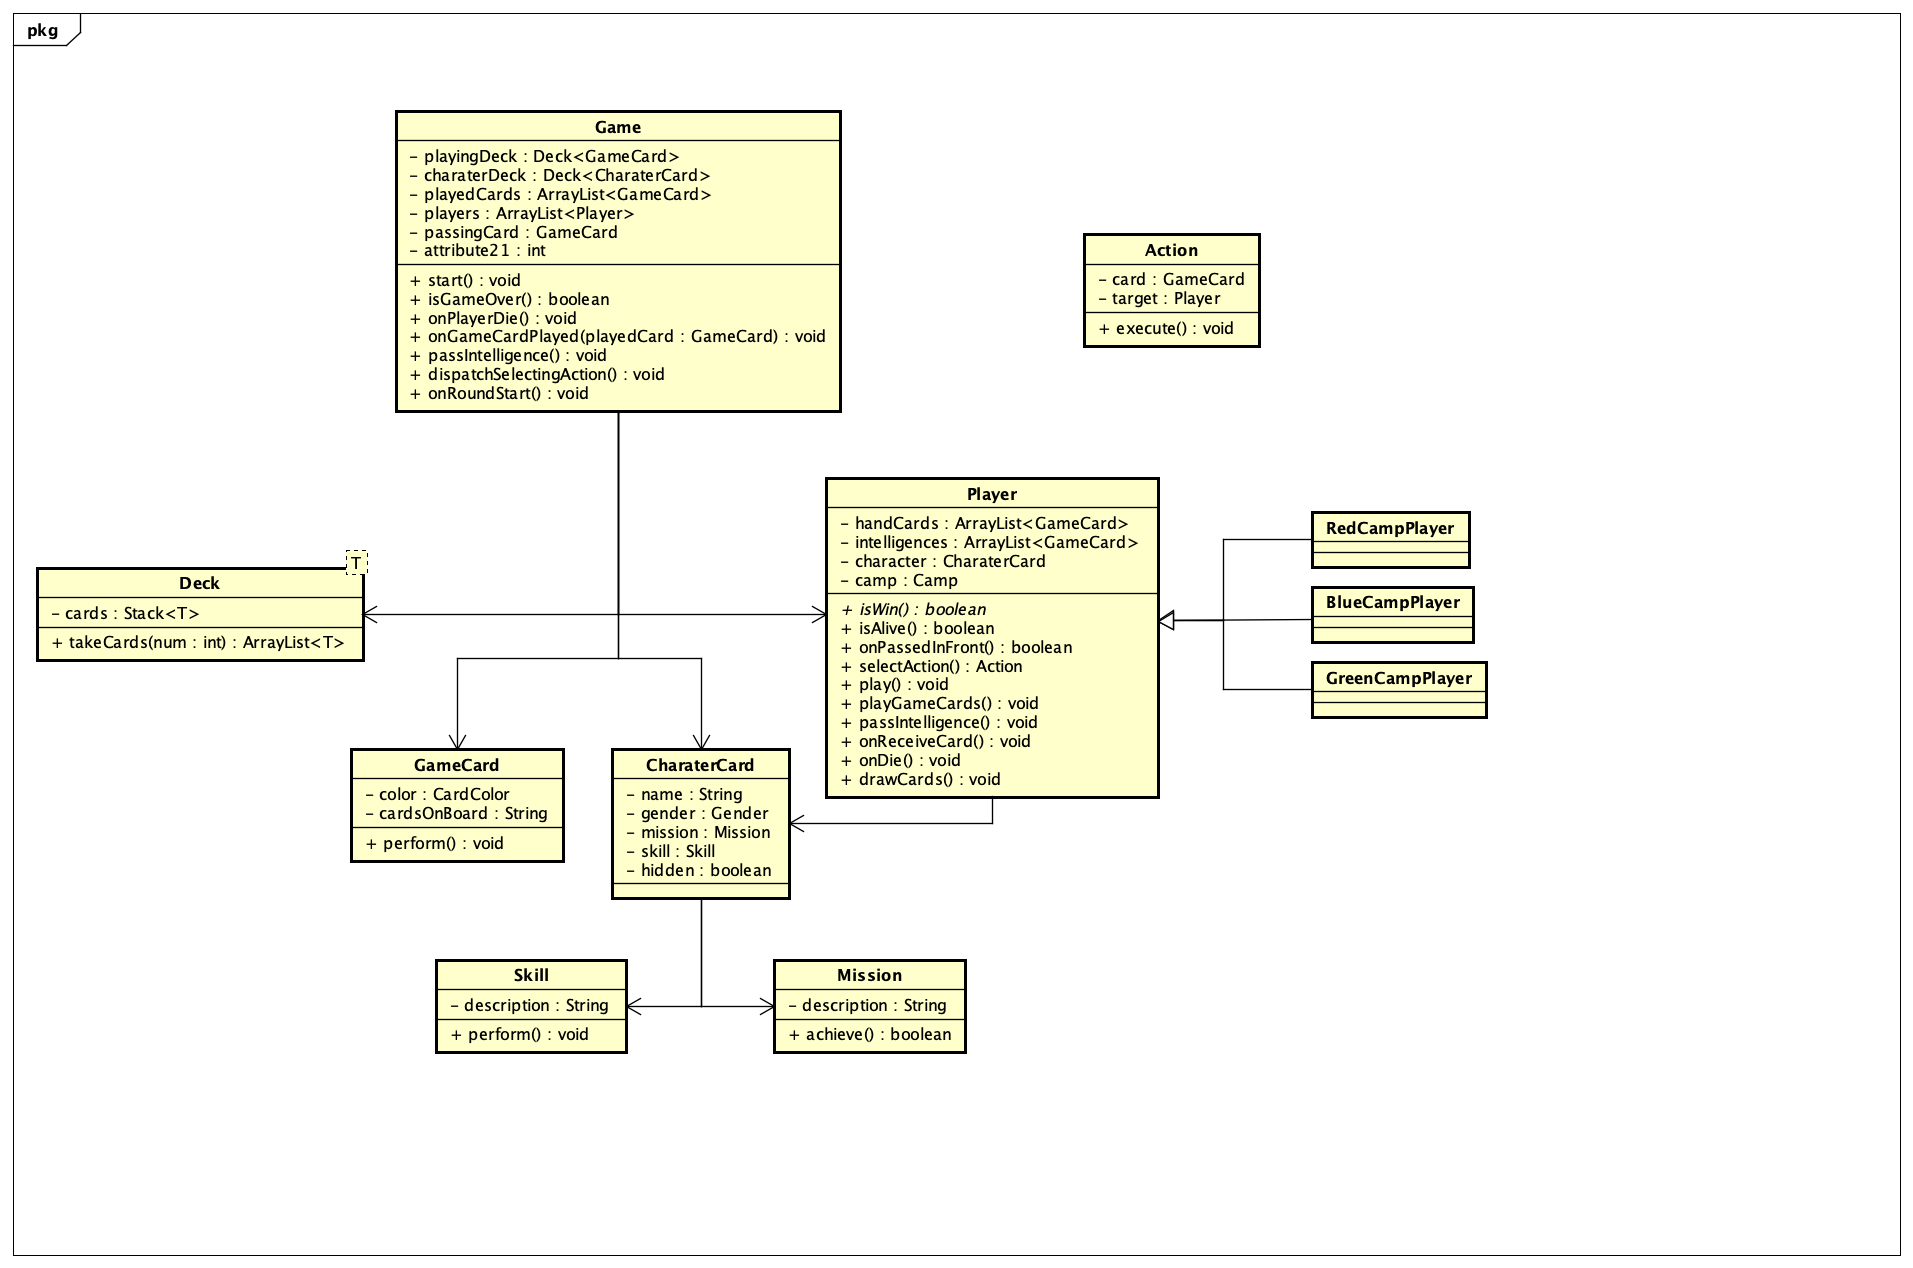 pkg
Game
- playingDeck : Deck<GameCard>
- charaterDeck : Deck<CharaterCard>
- playedCards : ArrayList<GameCard>
- players : ArrayList<Player>
- passingCard : GameCard
- attribute21 : int
+ start() : void
+ isGameOver() : boolean
+ onPlayerDie() : void
+ onGameCardPlayed(playedCard : GameCard) : void
+ passIntelligence() : void
+ dispatchSelectingAction() : void
+ onRoundStart() : void
Action
- card : GameCard
- target : Player
+ execute() : void
Player
- handCards : ArrayList<GameCard>
- intelligences : ArrayList<GameCard>
- character : CharaterCard
- camp : Camp
+ isWin() : boolean
+ isAlive() : boolean
+ onPassedInFront() : boolean
+ selectAction() : Action
+ play() : void
+ playGameCards() : void
+ passIntelligence() : void
+ onReceiveCard() : void
+ onDie() : void
+ drawCards() : void
RedCampPlayer
BlueCampPlayer
GreenCampPlayer
T
Deck
- cards : Stack<T>
+ takeCards(num : int) : ArrayList<T>
GameCard
- color : CardColor
- cardsOnBoard : String
+ perform() : void
CharaterCard
- name : String
- gender : Gender
- mission : Mission
- skill : Skill
- hidden : boolean
Skill
- description : String
+ perform() : void
Mission
- description : String
+ achieve() : boolean